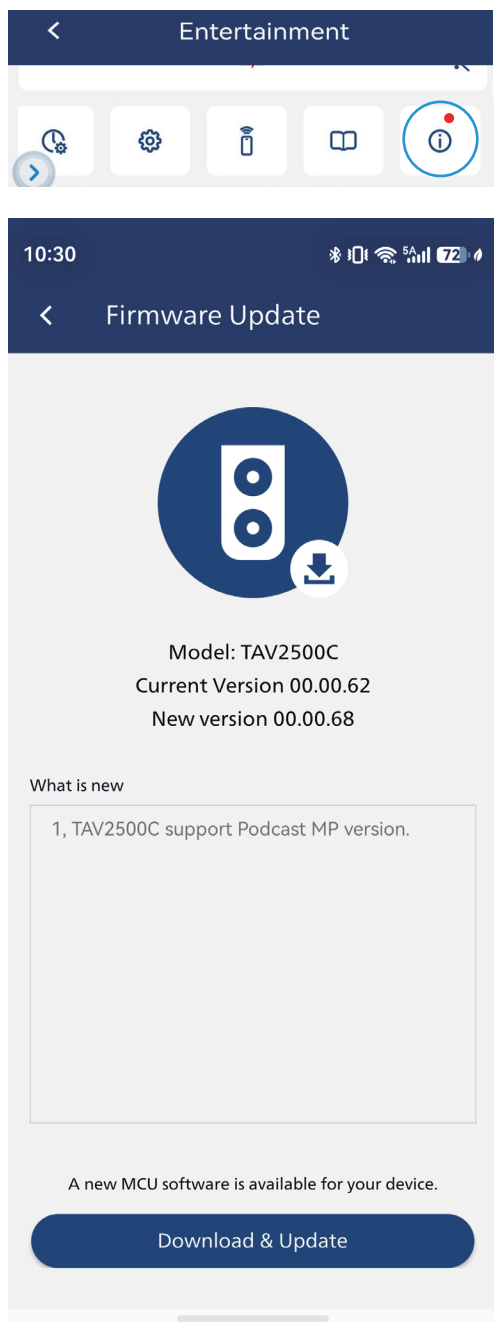 Entertainment
10:30
5A
72
Firmware Update
Model: TAV2500C
Current Version 00.00.62
New version 00.00.68
What is new
1, TAV2500C support Podcast MP version.
A new MCU software is available for your device.
Download & Update